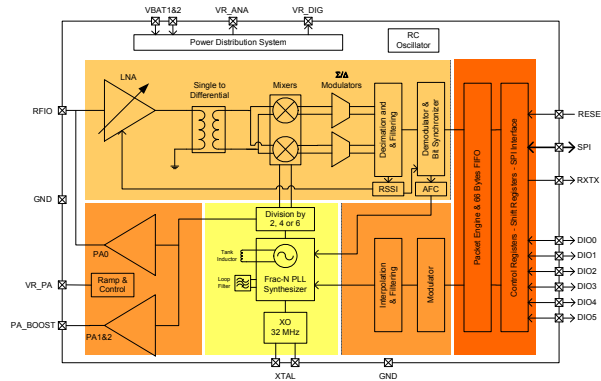 VBAT1&2
VR_ANA
VR_DIG
Power Distribution System
RC
Oscillator
LNA
Single to
Differential
Mixers
Σ/Δ
Modulators
RFIO
Decimation and
& Filtering
Demodulator &
Bit Synchronizer
RSSI
AFC
Packet Engine & 66 Bytes FIFO
Control Registers - Shift Registers - SPI Interface
RESE
SPI
RXTX
GND
PA0
Division by
2, 4 or 6
Tank
Inductor
Loop
Filter
Frac-N PLL
Synthesizer
Interpolation
& Filtering
Modulator
DIO0
DIO1
DIO2
DIO3
DIO4
DIO5
VR_PA
Ramp &
Control
PA_BOOST
PA1&2
XO
32 MHz
XTAL
GND